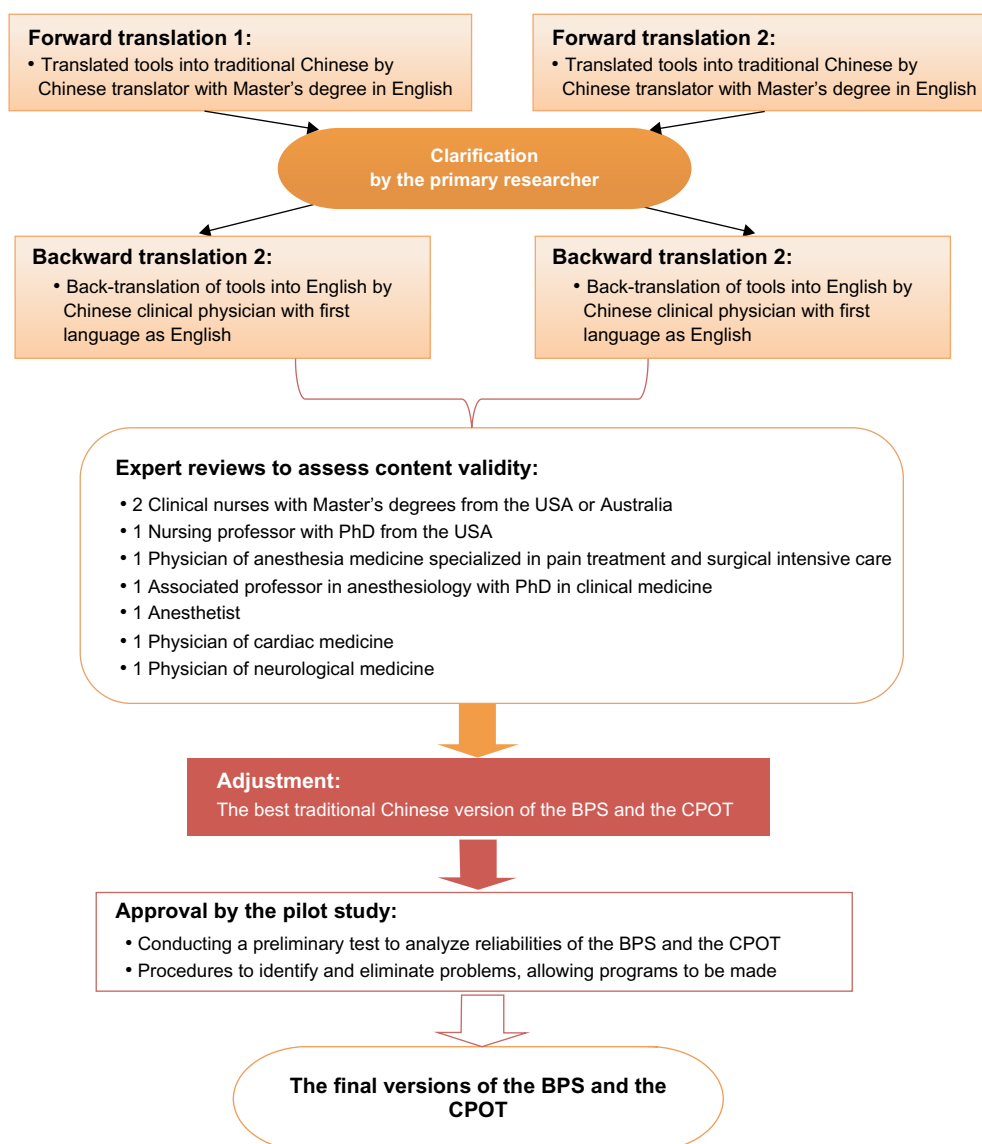 Forward translation 1:
• Translated tools into traditional Chinese by
Chinese translator with Master's degree in English
Forward translation 2:
• Translated tools into traditional Chinese by
Chinese translator with Master's degree in English
Clarification
by the primary researcher
Backward translation 2:
• Back-translation of tools into English by
Chinese clinical physician with first
language as English
Backward translation 2:
• Back-translation of tools into English by
Chinese clinical physician with first
language as English
Expert reviews to assess content validity:
• 2 Clinical nurses with Master's degrees from the USA or Australia
• 1 Nursing professor with PhD from the USA
• 1 Physician of anesthesia medicine specialized in pain treatment and surgical intensive care
• 1 Associated professor in anesthesiology with PhD in clinical medicine
• 1 Anesthetist
• 1 Physician of cardiac medicine
• 1 Physician of neurological medicine
Adjustment:
The best traditional Chinese version of the BPS and the CPOT
Approval by the pilot study:
• Conducting a preliminary test to analyze reliabilities of the BPS and the CPOT
• Procedures to identify and eliminate problems, allowing programs to be made
The final versions of the BPS and the
CPOT